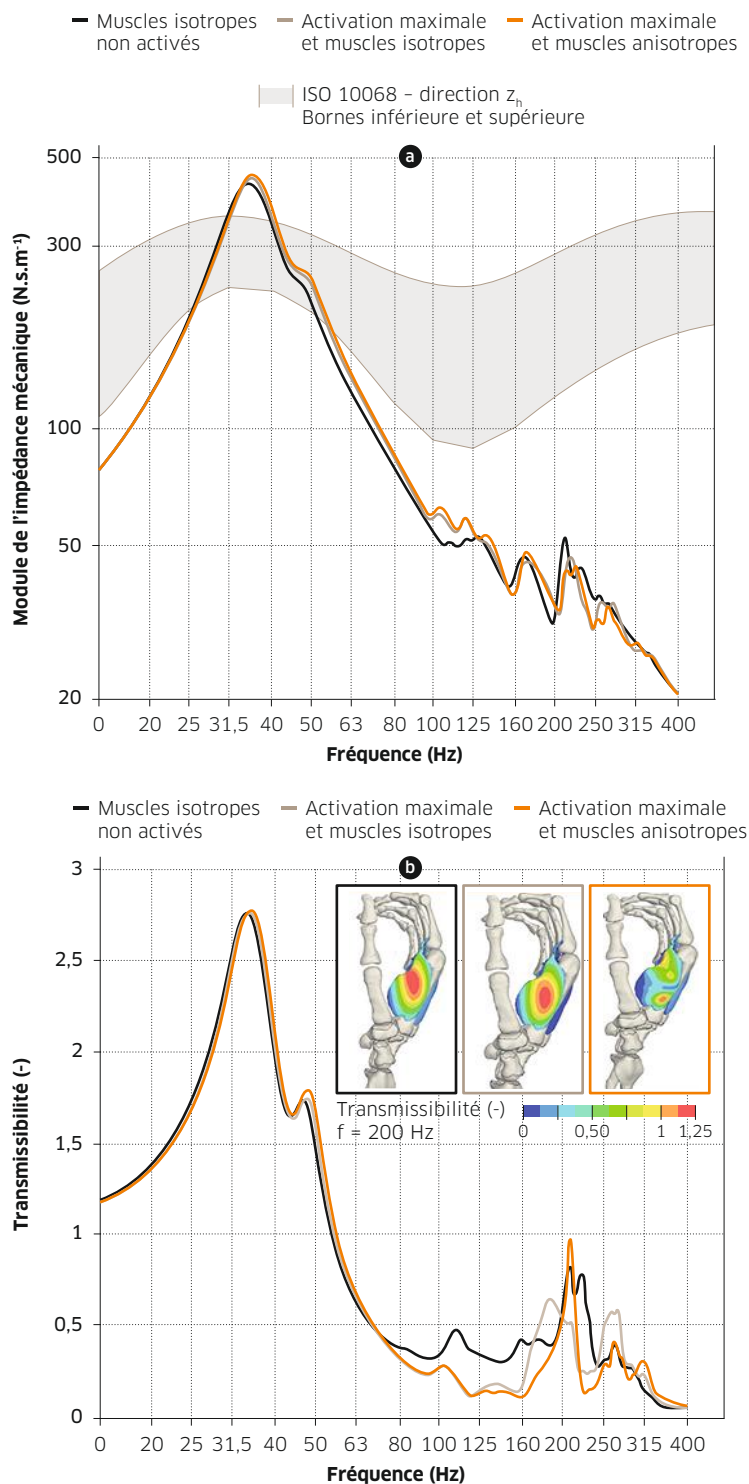 Muscles isotopes
non activés
Activation maximale
et muscles isotropes
Activation maximale
et muscles anisotropes
ISO 10068 – direction zh
Bornes inférieure et supérieure
a
Module de l'impédance mécanique (N.s.m-1)
500
300
100
50
20
0 20 25 31,5 40 50 63 80 100 125 160 200 250 315 400
Fréquence (Hz)
Muscles isotropes
non activés
Activation maximale
et muscles isotropes
Activation maximale
et muscles anisotropes
b
Transmissibilité (-)
3
2,5
2
1,5
1
0,5
0
Transmissibilité (-)
f = 200 Hz
0 0,50 1 1,25
0 20 25 31,5 40 50 63 80 100 125 160 200 250 315 400
Fréquence (Hz)